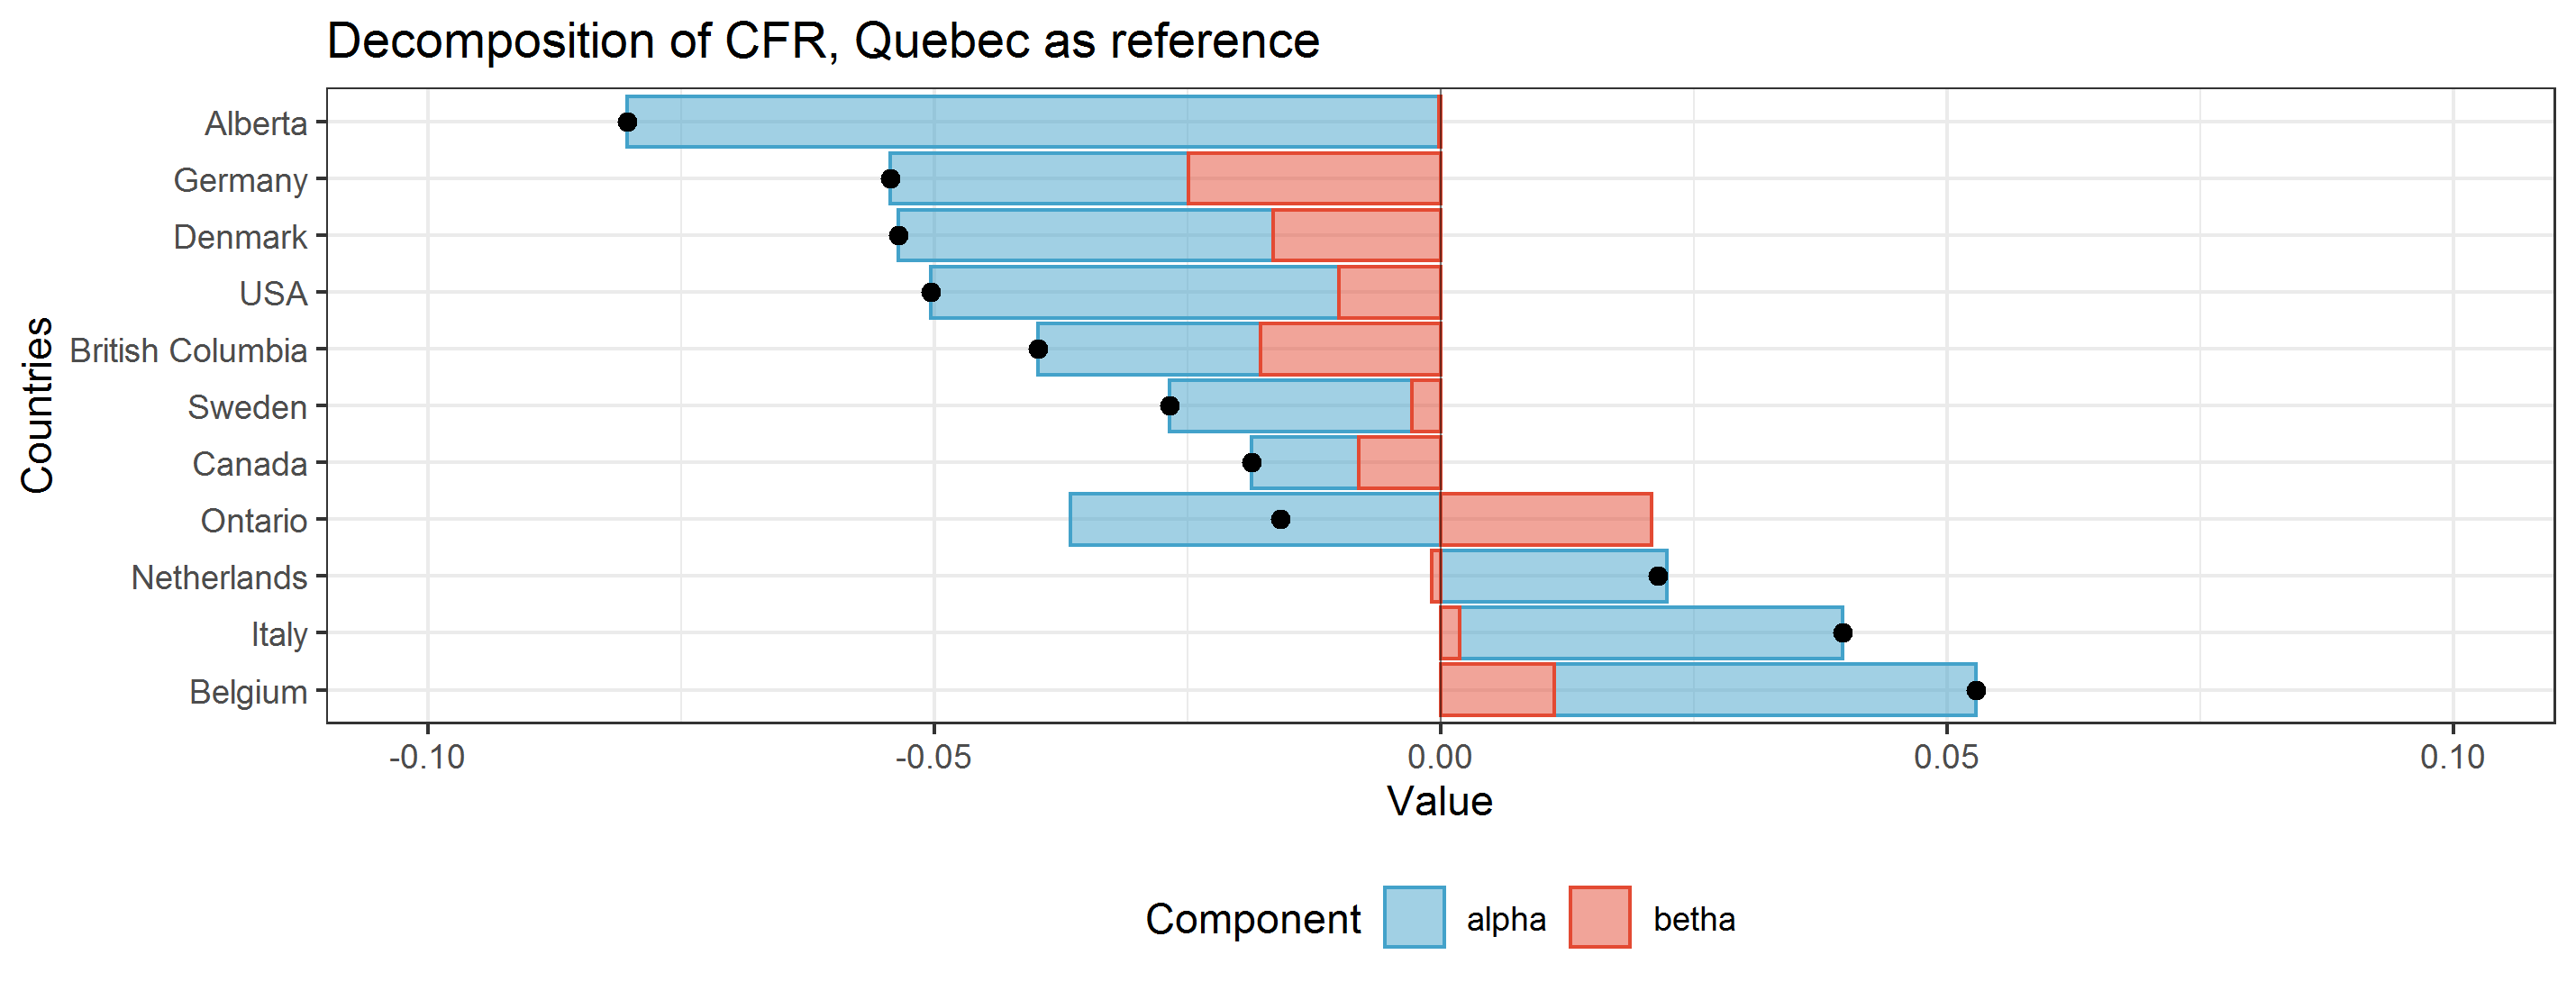 Decomposition of CFR, Quebec as reference
Countries
Alberta
Germany
Denmark
USA
British Columbia
Sweden
Canada
Ontario
Netherlands
Italy
Belgium
-0.10 -0.05 0.00 0.05 0.10
Value
Component alpha betha